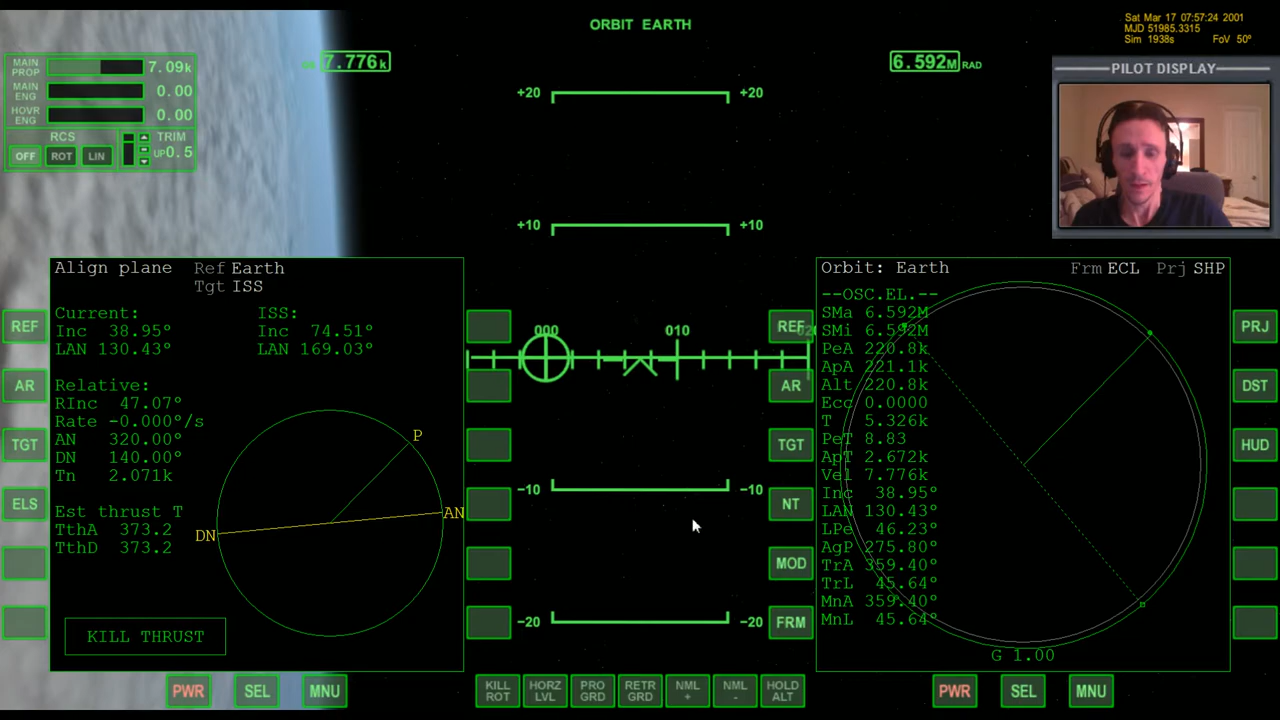 ORBIT EARTH
Sat Mar 17 07:57:24 2001
MJD 51985.3315
Sim 1938s FoV 50°
PILOT DISPLAY
MAIN PROP 7.09k
MAIN ENG 0.00
HOVR ENG 0.00
RCS TRIM
OFF ROT LIN UP 0.5
7.776k
6.592M RAD
+20 +20
+10 +10
000 010
-10 -10
-20 -20
Align plane Ref Earth
Tgt ISS
Current: ISS:
Inc 38.95° Inc 74.51°
LAN 130.43° LAN 169.03°
Relative:
RInc 47.07°
Rate -0.000°/s
AN 320.00°
DN 140.00°
Tn 2.071k
Est thrust T
TthA 373.2
TthD 373.2
P
AN
DN
KILL THRUST
REF
AR
TGT
ELS
PWR SEL MNU
REF
AR
TGT
NT
MOD
FRM
Orbit: Earth Frm ECL Prj SHP
--OSC.EL.--
SMa 6.592M
SMi 6.592M
PeA 220.8k
ApA 221.1k
Alt 220.8k
Ecc 0.0000
T 5.326k
PeT 8.83
ApT 2.672k
Vel 7.776k
Inc 38.95°
LAN 130.43°
LPe 46.23°
AgP 275.80°
TrA 359.40°
TrL 45.64°
MnA 359.40°
MnL 45.64°
G 1.00
PRJ
DST
HUD
KILL ROT
HORZ LVL
PRO GRD
RETR GRD
NML +
NML -
HOLD ALT
PWR SEL MNU